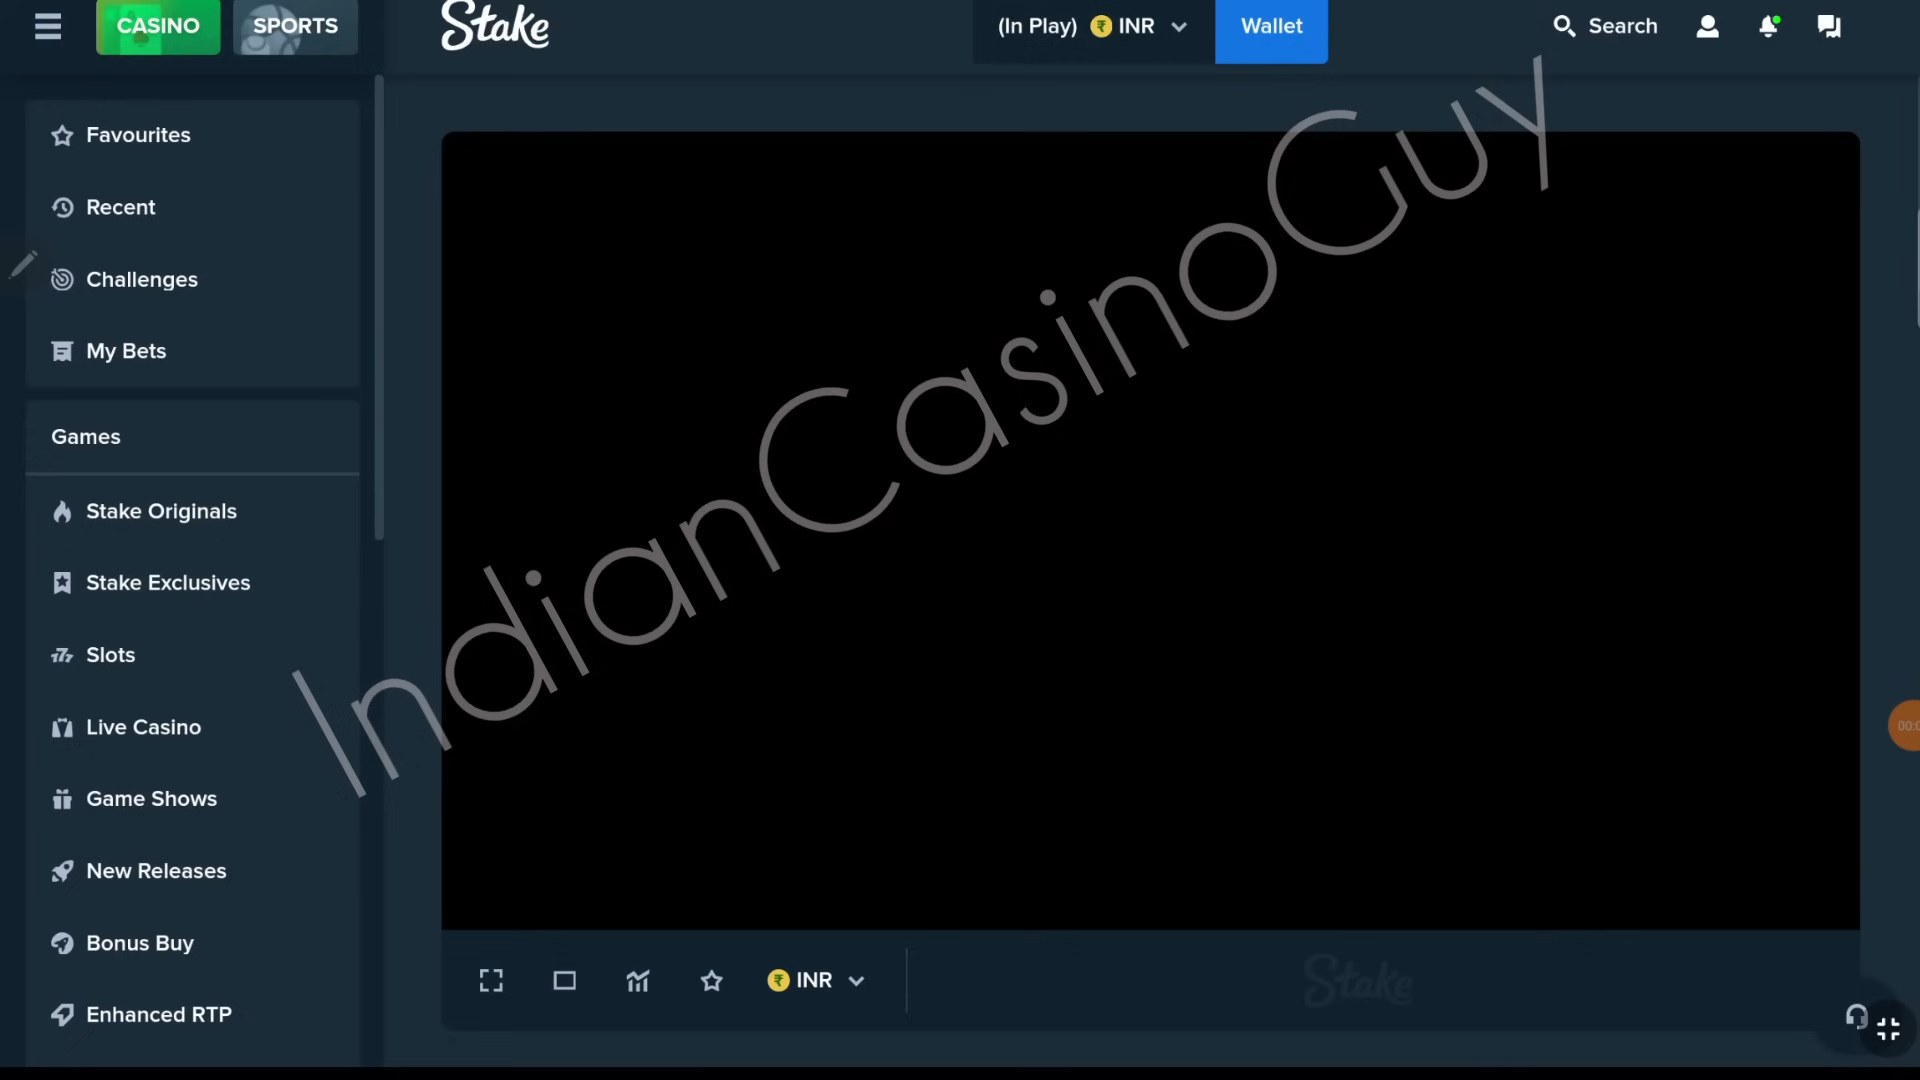 CASINO
SPORTS
Stake
(In Play) ₹ INR
Wallet
Search
Favourites
Recent
Challenges
My Bets
Games
Stake Originals
Stake Exclusives
Slots
Live Casino
Game Shows
New Releases
Bonus Buy
Enhanced RTP
IndianCasinoGuy
₹ INR
Stake